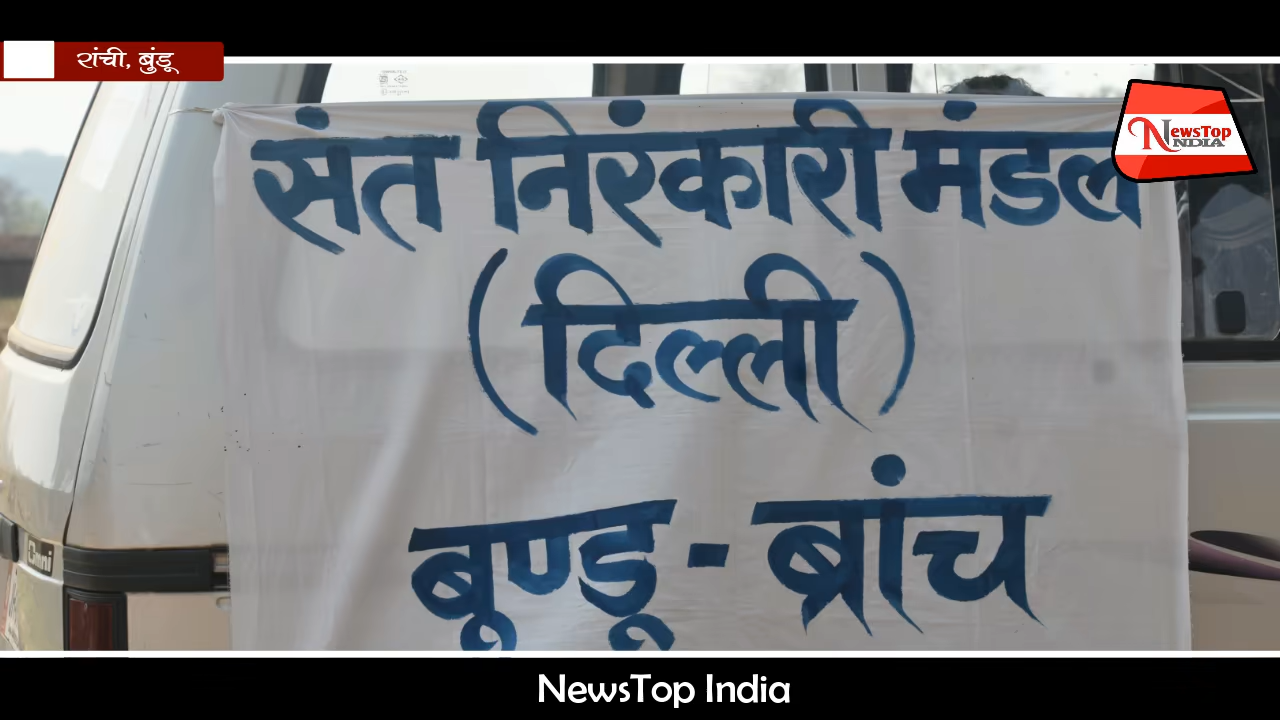 रांची, बुंडू
NewsTop
INDIA
संत निरंकारी मंडल
(दिल्ली)
बुण्डू - ब्रांच
Omni
NewsTop India